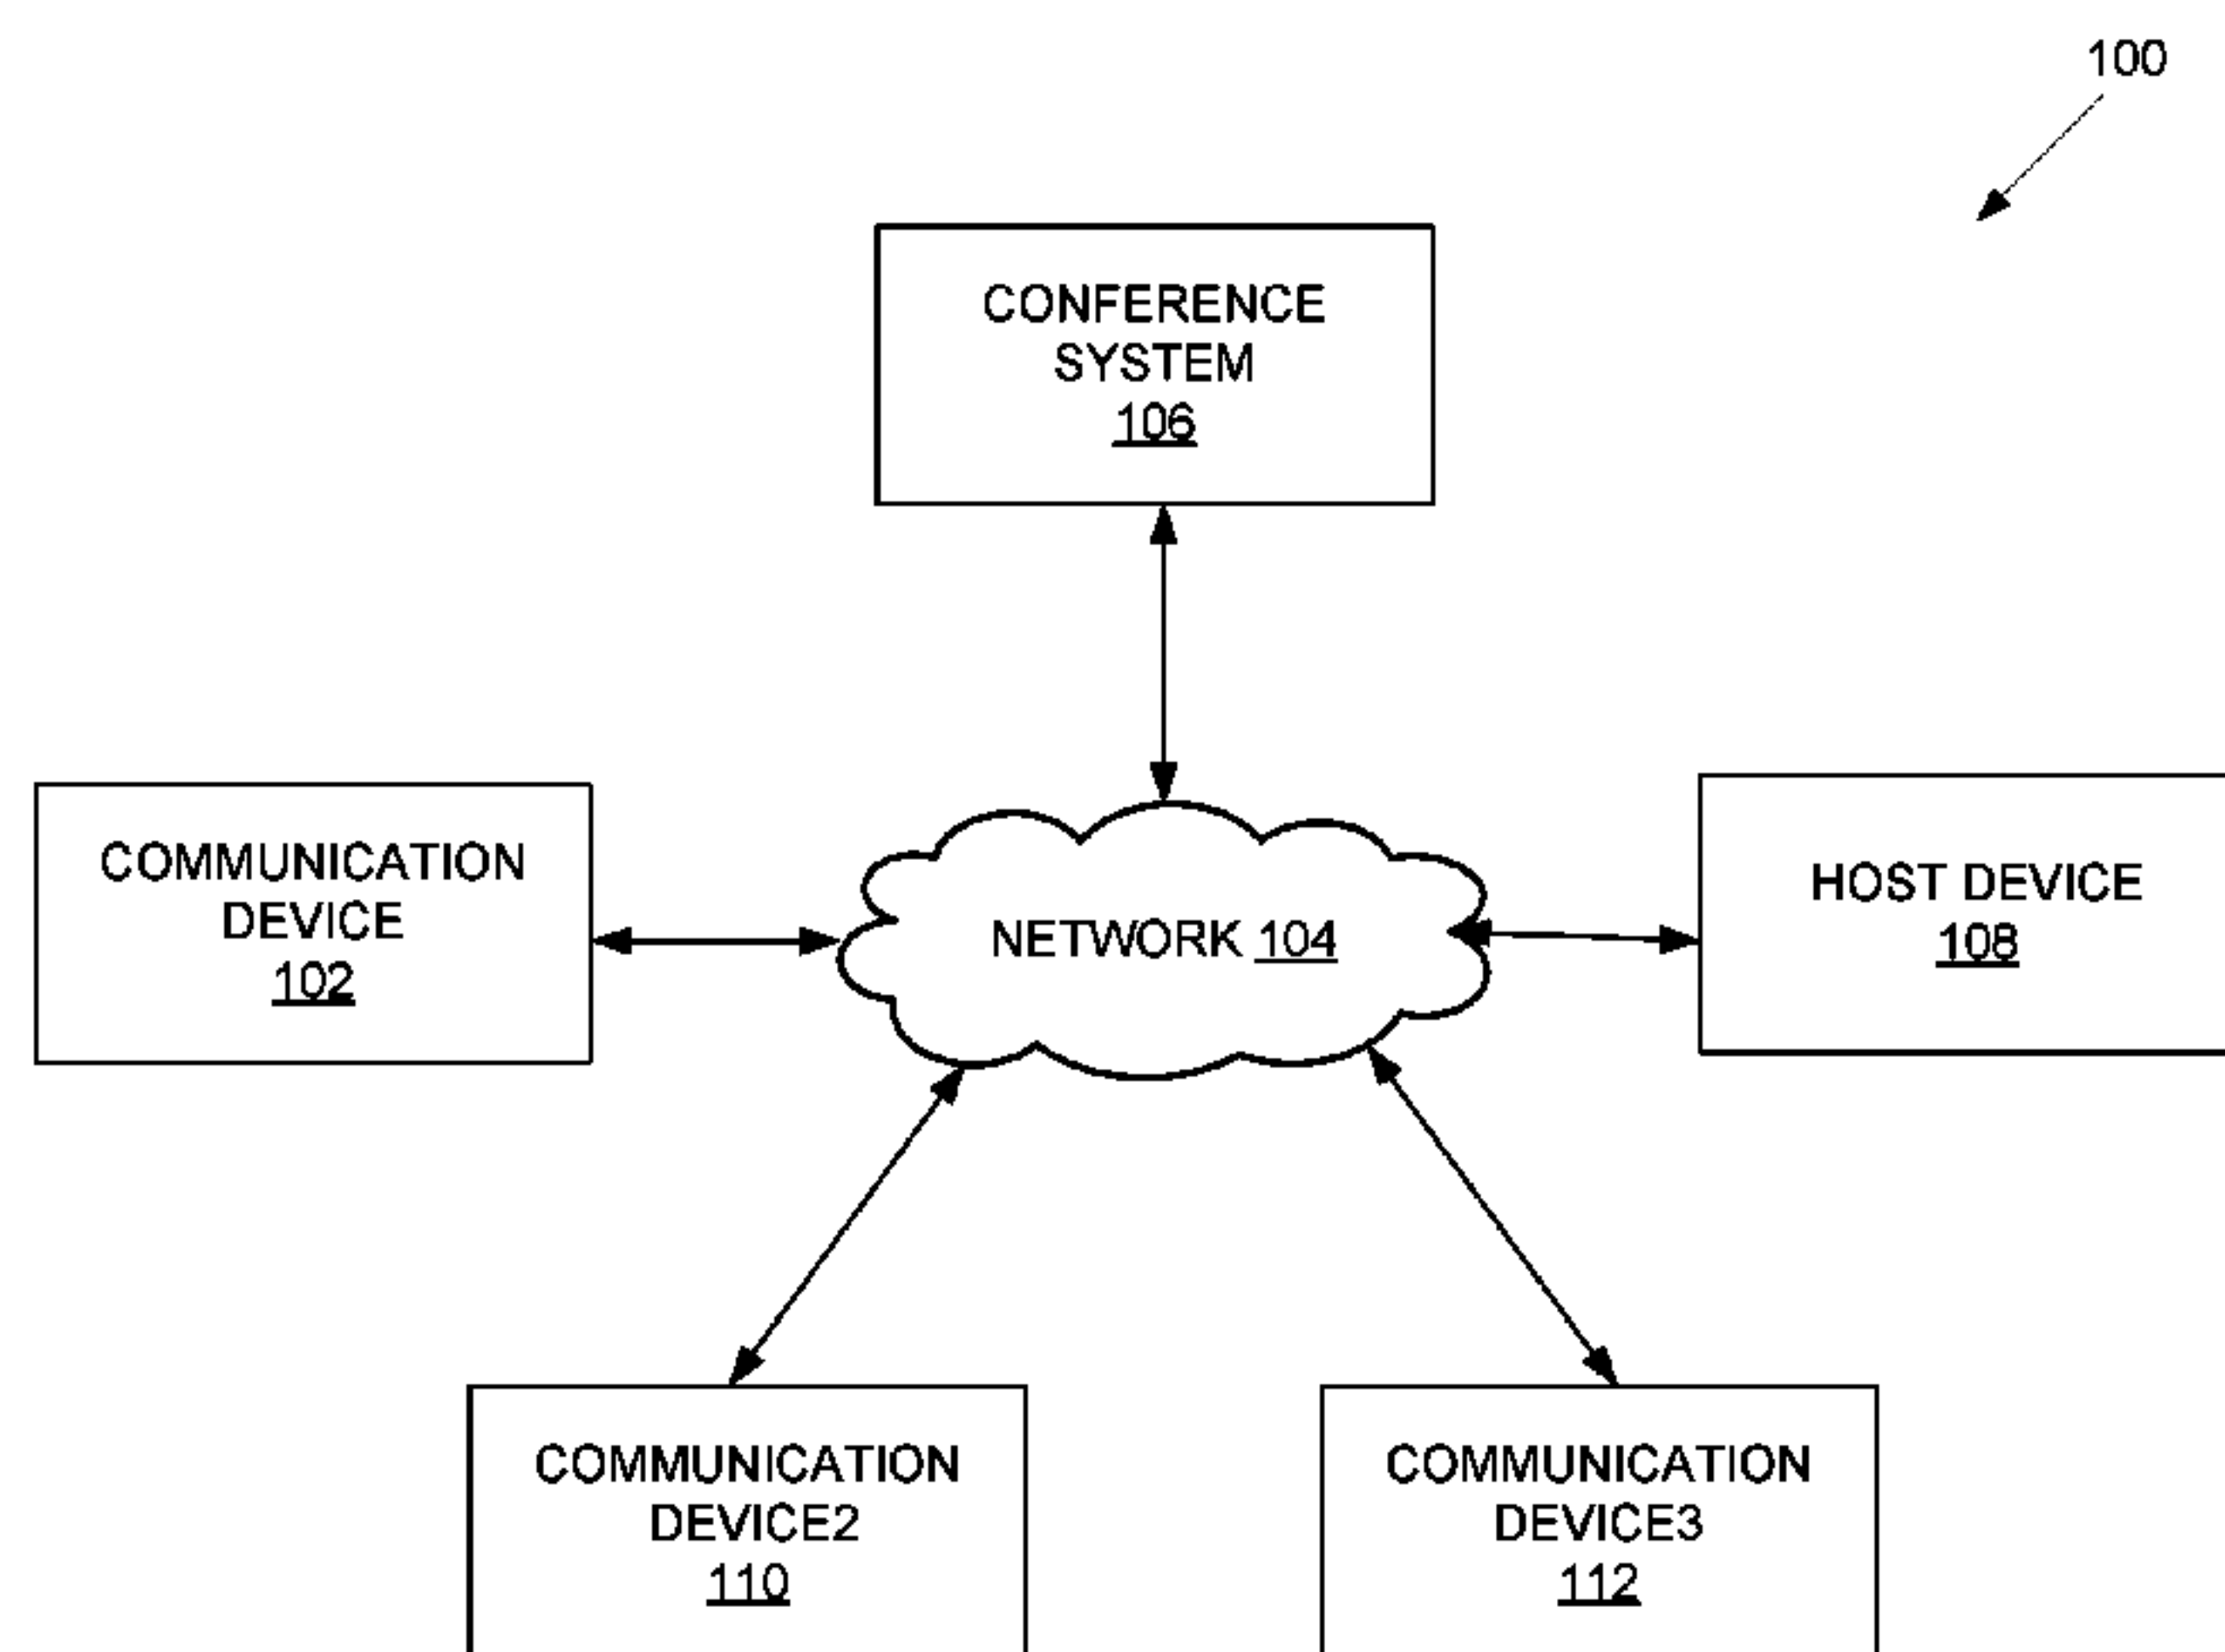 100
CONFERENCE
SYSTEM
106
COMMUNICATION
DEVICE
102
NETWORK 104
HOST DEVICE
108
COMMUNICATION
DEVICE2
110
COMMUNICATION
DEVICE3
112